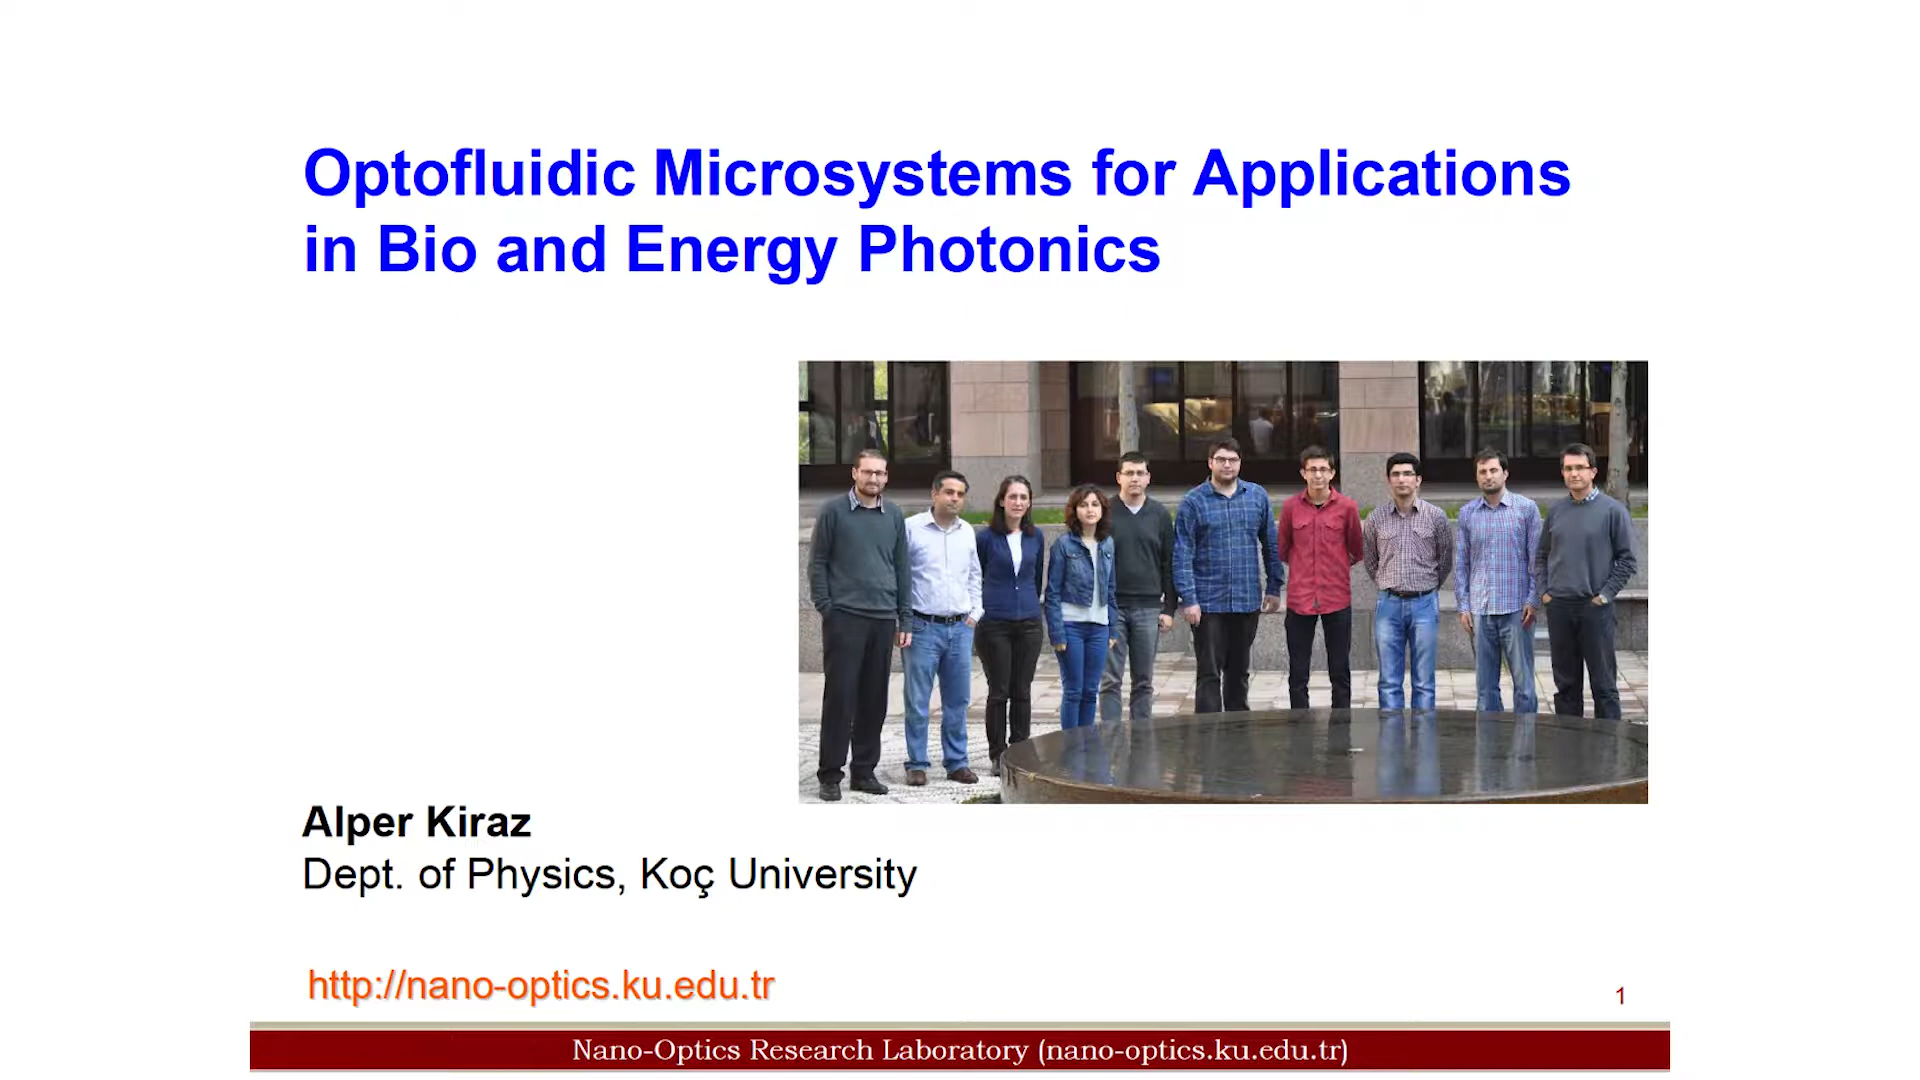 Optofluidic Microsystems for Applications
in Bio and Energy Photonics
Alper Kiraz
Dept. of Physics, Koç University
http://nano-optics.ku.edu.tr
1
Nano-Optics Research Laboratory (nano-optics.ku.edu.tr)